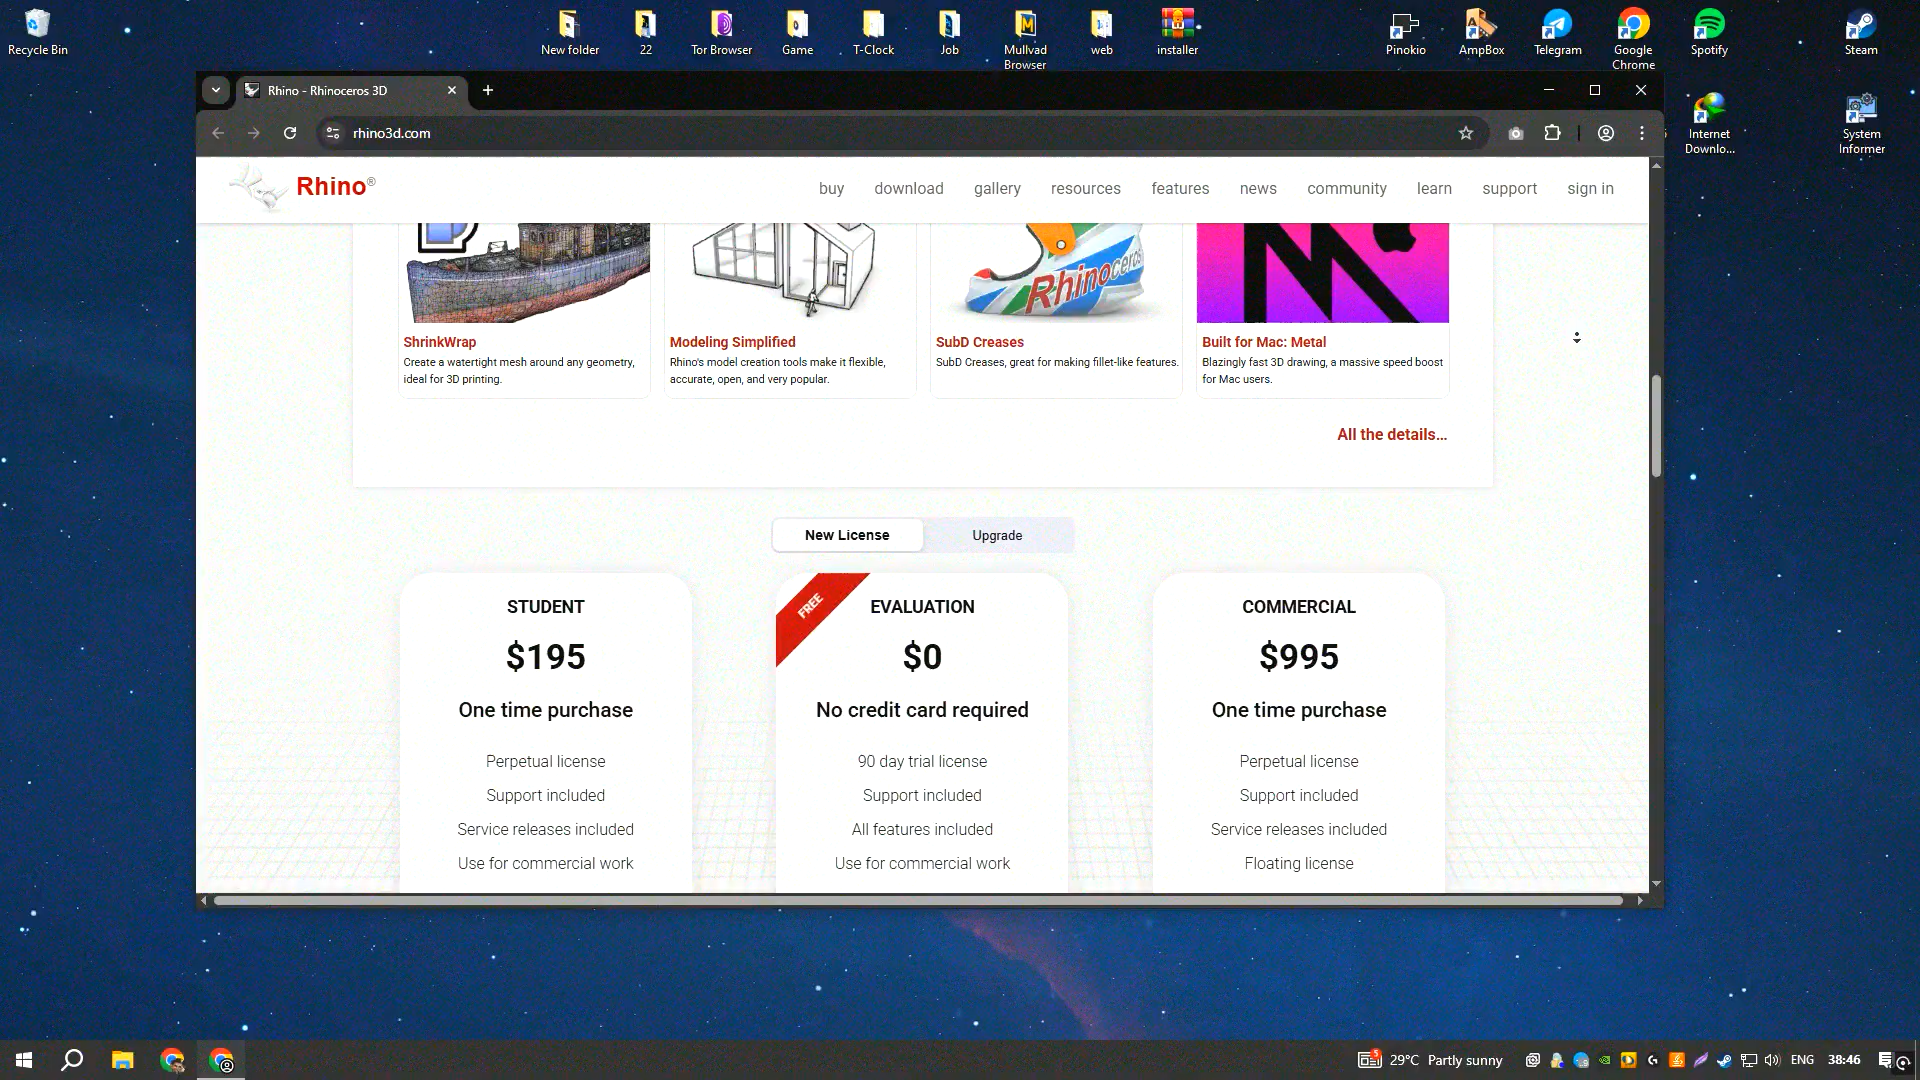 Recycle Bin
New folder
22
Tor Browser
Game
T-Clock
Job
Mullvad
Browser
web
installer
Pinokio
AmpBox
Telegram
Google
Chrome
Spotify
Steam
Internet
Downlo...
System
Informer
Rhino - Rhinoceros 3D
rhino3d.com
Rhino®
buy
download
gallery
resources
features
news
community
learn
support
sign in
Rhinoceros
ShrinkWrap
Create a watertight mesh around any geometry,
ideal for 3D printing.
Modeling Simplified
Rhino's model creation tools make it flexible,
accurate, open, and very popular.
SubD Creases
SubD Creases, great for making fillet-like features.
Built for Mac: Metal
Blazingly fast 3D drawing, a massive speed boost
for Mac users.
All the details...
New License
Upgrade
STUDENT
$195
One time purchase
Perpetual license
Support included
Service releases included
Use for commercial work
FREE
EVALUATION
$0
No credit card required
90 day trial license
Support included
All features included
Use for commercial work
COMMERCIAL
$995
One time purchase
Perpetual license
Support included
Service releases included
Floating license
5
29°C Partly sunny
ENG
38:46